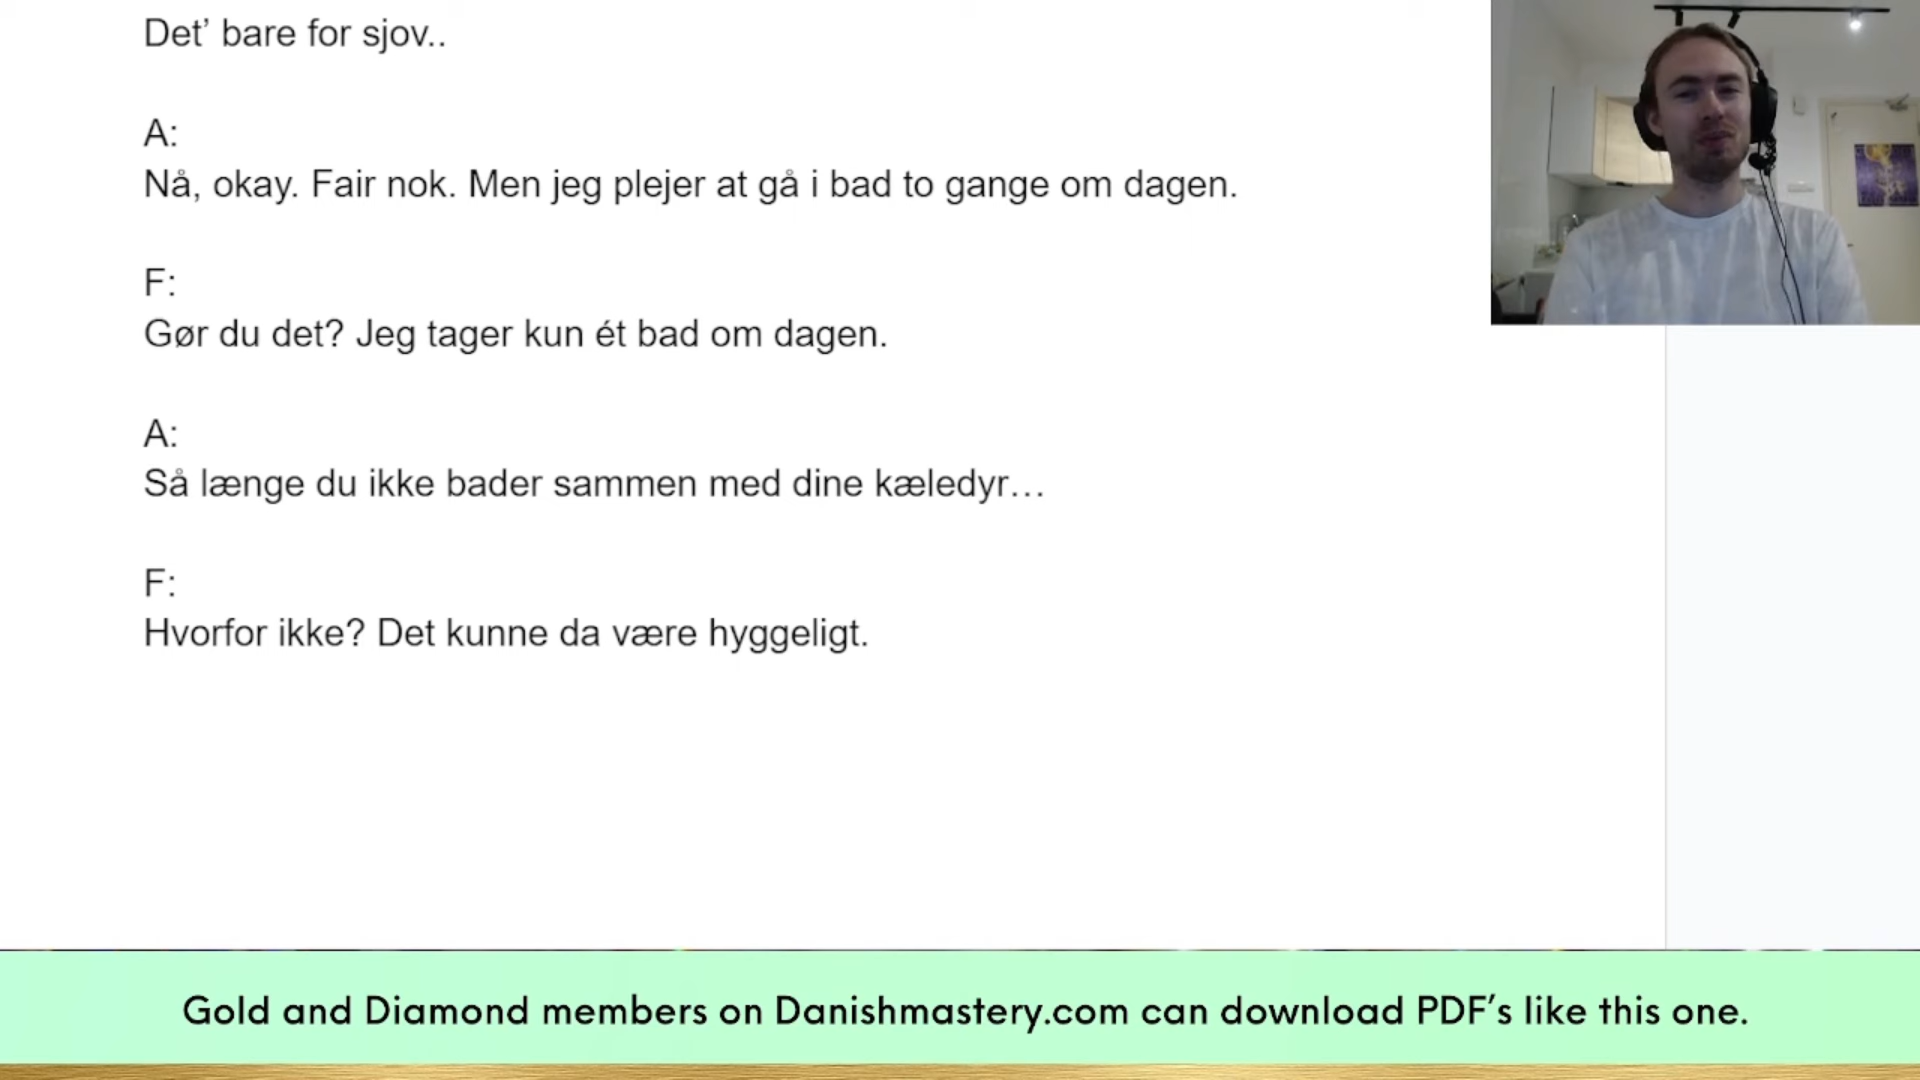 Det’ bare for sjov..
A:
Nå, okay. Fair nok. Men jeg plejer at gå i bad to gange om dagen.
F:
Gør du det? Jeg tager kun ét bad om dagen.
A:
Så længe du ikke bader sammen med dine kæledyr…
F:
Hvorfor ikke? Det kunne da være hyggeligt.
Gold and Diamond members on Danishmastery.com can download PDF’s like this one.